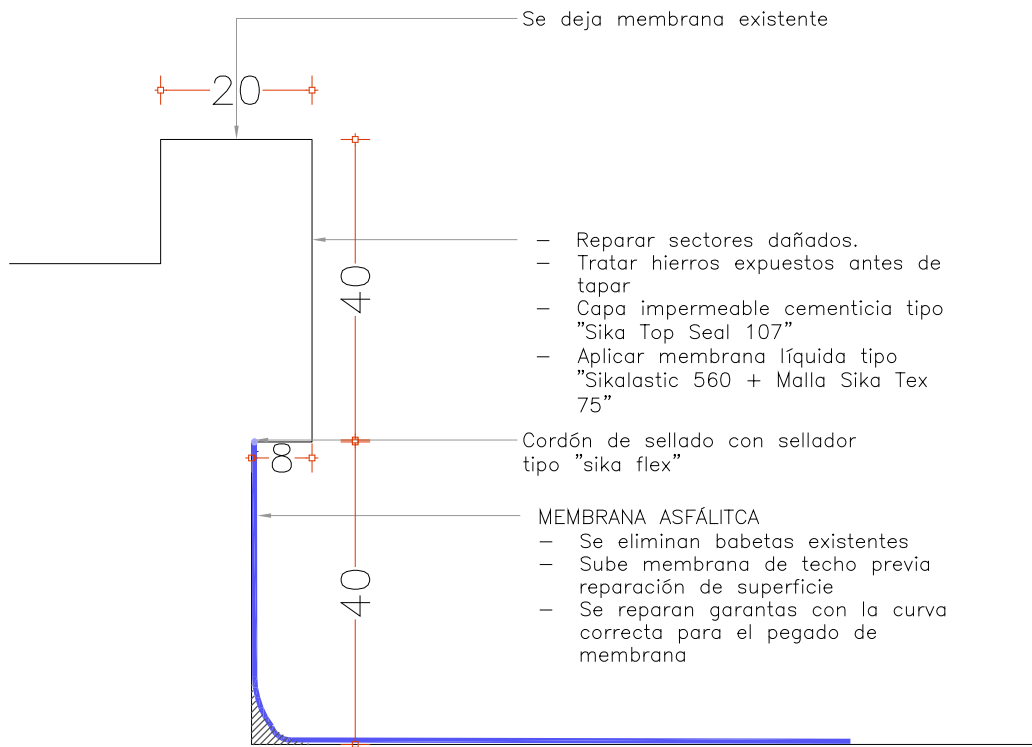 Se deja membrana existente
20
40
– Reparar sectores dañados.
– Tratar hierros expuestos antes de
tapar
– Capa impermeable cementicia tipo
"Sika Top Seal 107"
– Aplicar membrana líquida tipo
"Sikalastic 560 + Malla Sika Tex
75"
Cordón de sellado con sellador
tipo "sika flex"
8
MEMBRANA ASFÁLITCA
– Se eliminan babetas existentes
– Sube membrana de techo previa
reparación de superficie
– Se reparan garantas con la curva
correcta para el pegado de
membrana
40